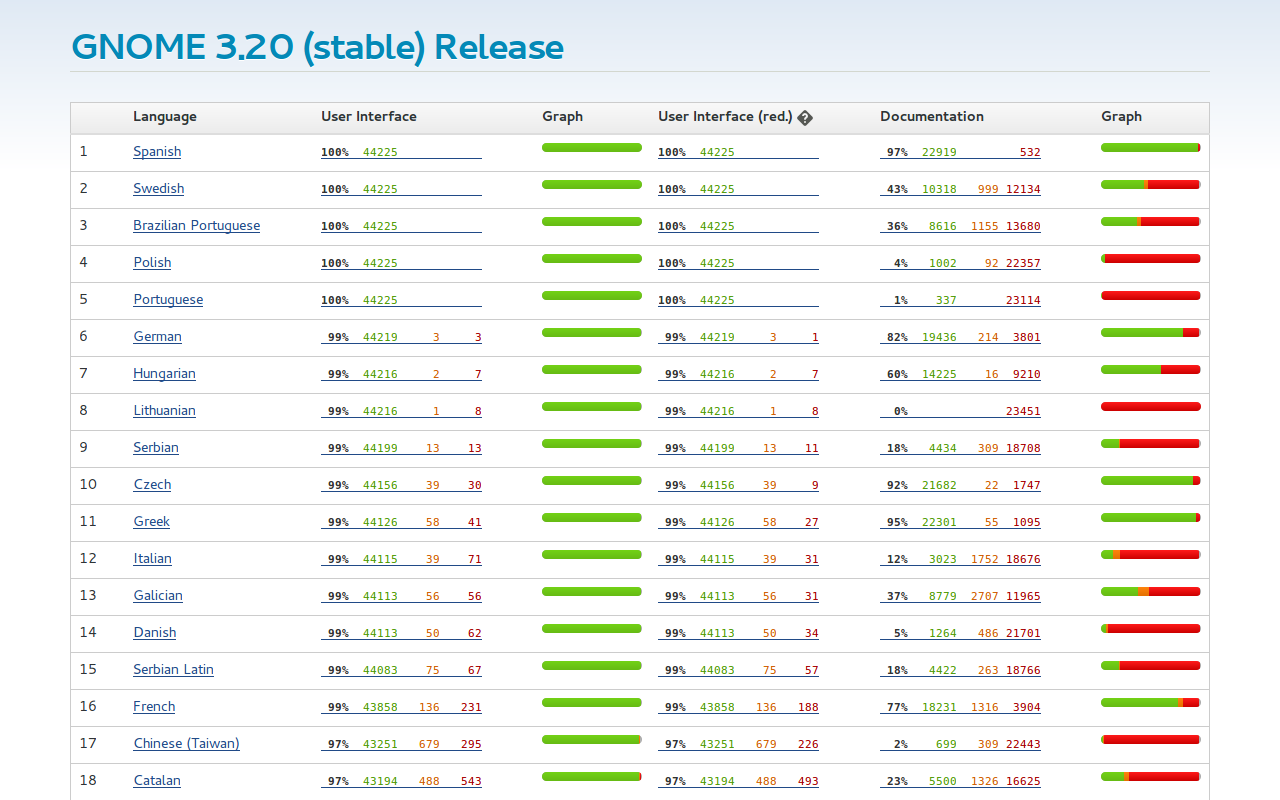 GNOME 3.20 (stable) Release
Language User Interface Graph User Interface (red.) ? Documentation Graph
1 Spanish 100% 44225 100% 44225 97% 22919 532
2 Swedish 100% 44225 100% 44225 43% 10318 999 12134
3 Brazilian Portuguese 100% 44225 100% 44225 36% 8616 1155 13680
4 Polish 100% 44225 100% 44225 4% 1002 92 22357
5 Portuguese 100% 44225 100% 44225 1% 337 23114
6 German 99% 44219 3 3 99% 44219 3 1 82% 19436 214 3801
7 Hungarian 99% 44216 2 7 99% 44216 2 7 60% 14225 16 9210
8 Lithuanian 99% 44216 1 8 99% 44216 1 8 0% 23451
9 Serbian 99% 44199 13 13 99% 44199 13 11 18% 4434 309 18708
10 Czech 99% 44156 39 30 99% 44156 39 9 92% 21682 22 1747
11 Greek 99% 44126 58 41 99% 44126 58 27 95% 22301 55 1095
12 Italian 99% 44115 39 71 99% 44115 39 31 12% 3023 1752 18676
13 Galician 99% 44113 56 56 99% 44113 56 31 37% 8779 2707 11965
14 Danish 99% 44113 50 62 99% 44113 50 34 5% 1264 486 21701
15 Serbian Latin 99% 44083 75 67 99% 44083 75 57 18% 4422 263 18766
16 French 99% 43858 136 231 99% 43858 136 188 77% 18231 1316 3904
17 Chinese (Taiwan) 97% 43251 679 295 97% 43251 679 226 2% 699 309 22443
18 Catalan 97% 43194 488 543 97% 43194 488 493 23% 5500 1326 16625